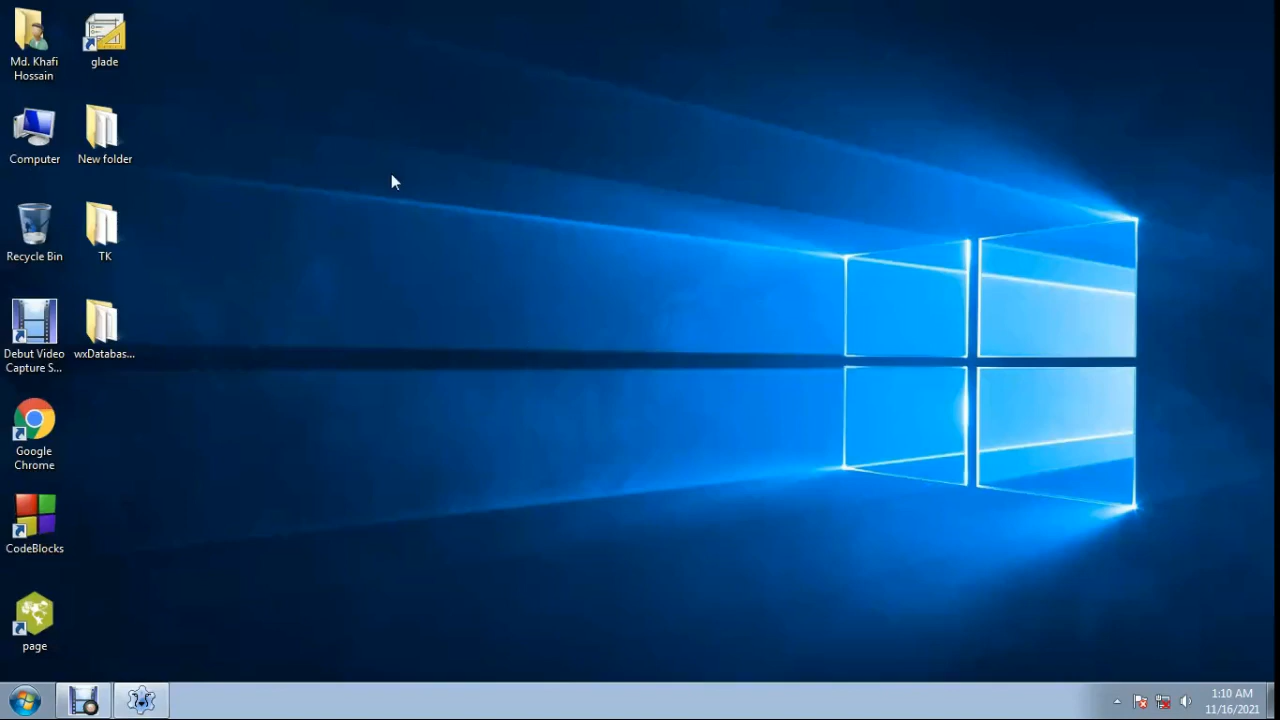 Md. Khafi
Hossain
glade
Computer
New folder
Recycle Bin
TK
Debut Video
Capture S...
wxDatabas...
Google
Chrome
CodeBlocks
page
1:10 AM
11/16/2021